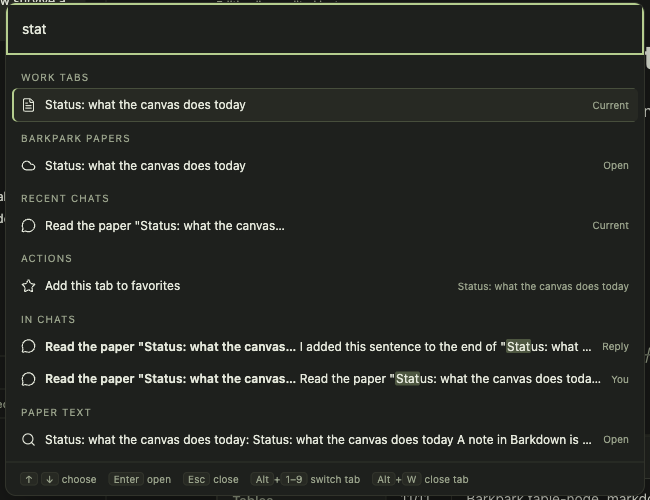 stat
WORK TABS
Status: what the canvas does today Current
BARKPARK PAPERS
Status: what the canvas does today Open
RECENT CHATS
Read the paper "Status: what the canvas... Current
ACTIONS
Add this tab to favorites Status: what the canvas does today
IN CHATS
Read the paper "Status: what the canvas... I added this sentence to the end of "Status: what ... Reply
Read the paper "Status: what the canvas... Read the paper "Status: what the canvas does toda... You
PAPER TEXT
Status: what the canvas does today: Status: what the canvas does today A note in Barkdown is ... Open
↑ ↓ choose Enter open Esc close Alt + 1–9 switch tab Alt + W close tab